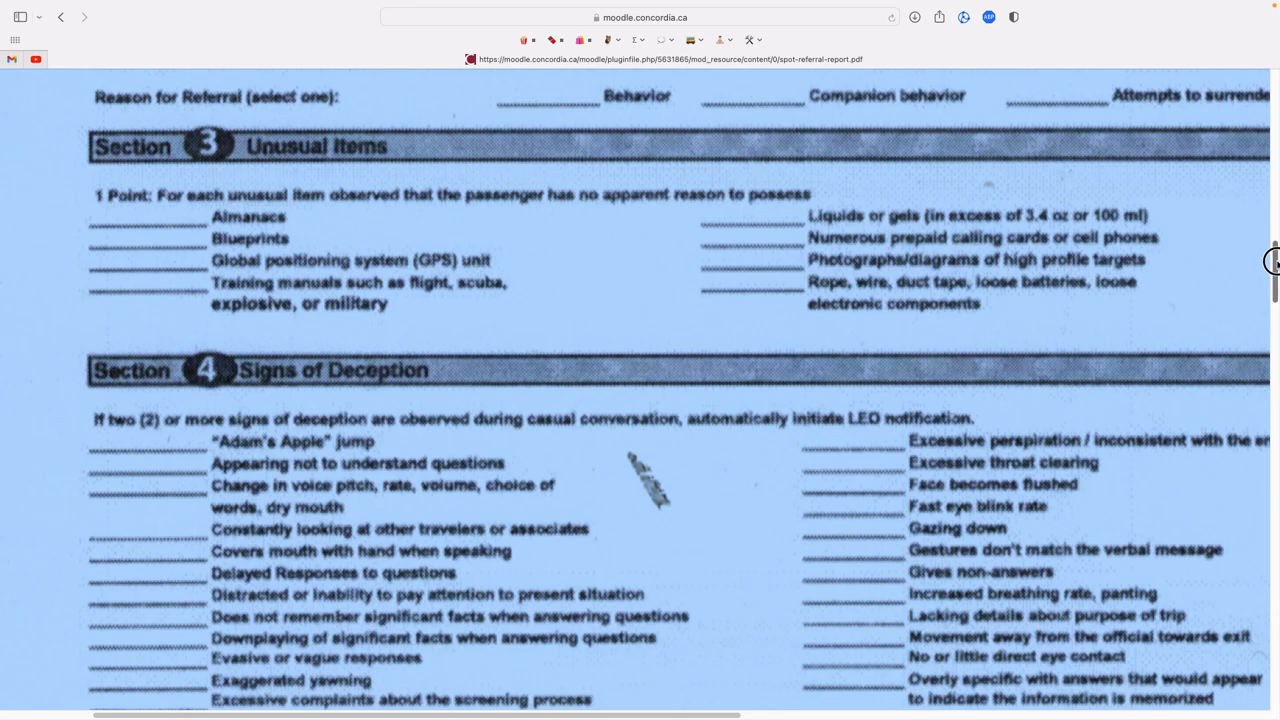 moodle.concordia.ca
ABP
https://moodle.concordia.ca/moodle/pluginfile.php/5631865/mod_resource/content/0/spot-referral-report.pdf
Reason for Referral (select one): Behavior Companion behavior Attempts to surrende
Section 3 Unusual Items
1 Point: For each unusual item observed that the passenger has no apparent reason to possess
Almanacs
Blueprints
Global positioning system (GPS) unit
Training manuals such as flight, scuba,
explosive, or military
Liquids or gels (in excess of 3.4 oz or 100 ml)
Numerous prepaid calling cards or cell phones
Photographs/diagrams of high profile targets
Rope, wire, duct tape, loose batteries, loose
electronic components
Section 4 Signs of Deception
If two (2) or more signs of deception are observed during casual conversation, automatically initiate LEO notification.
"Adam's Apple" jump
Appearing not to understand questions
Change in voice pitch, rate, volume, choice of
words, dry mouth
Constantly looking at other travelers or associates
Covers mouth with hand when speaking
Delayed Responses to questions
Distracted or inability to pay attention to present situation
Does not remember significant facts when answering questions
Downplaying of significant facts when answering questions
Evasive or vague responses
Exaggerated yawning
Excessive complaints about the screening process
Excessive perspiration / inconsistent with the en
Excessive throat clearing
Face becomes flushed
Fast eye blink rate
Gazing down
Gestures don't match the verbal message
Gives non-answers
Increased breathing rate, panting
Lacking details about purpose of trip
Movement away from the official towards exit
No or little direct eye contact
Overly specific with answers that would appear
to indicate the information is memorized